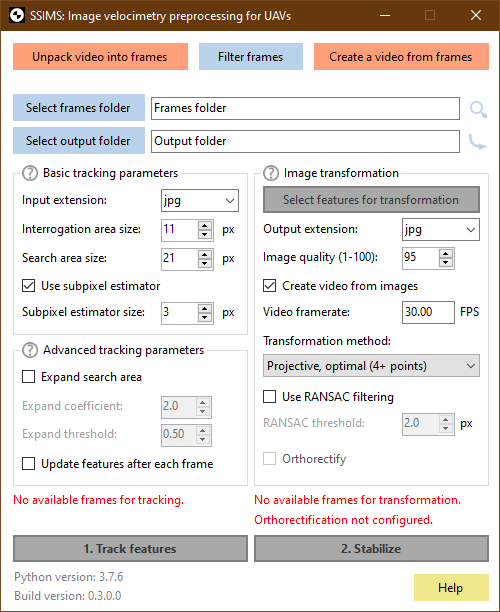 SSIMS: Image velocimetry preprocessing for UAVs
Unpack video into frames
Filter frames
Create a video from frames
Select frames folder
Frames folder
Select output folder
Output folder
? Basic tracking parameters
Input extension: jpg
Interrogation area size: 11 px
Search area size: 21 px
Use subpixel estimator
Subpixel estimator size: 3 px
? Advanced tracking parameters
Expand search area
Expand coefficient: 2.0
Expand threshold: 0.50
Update features after each frame
No available frames for tracking.
1. Track features
? Image transformation
Select features for transformation
Output extension: jpg
Image quality (1-100): 95
Create video from images
Video framerate: 30.00 FPS
Transformation method:
Projective, optimal (4+ points)
Use RANSAC filtering
RANSAC threshold: 2.0 px
Orthorectify
No available frames for transformation.
Orthorectification not configured.
2. Stabilize
Python version: 3.7.6
Build version: 0.3.0.0
Help